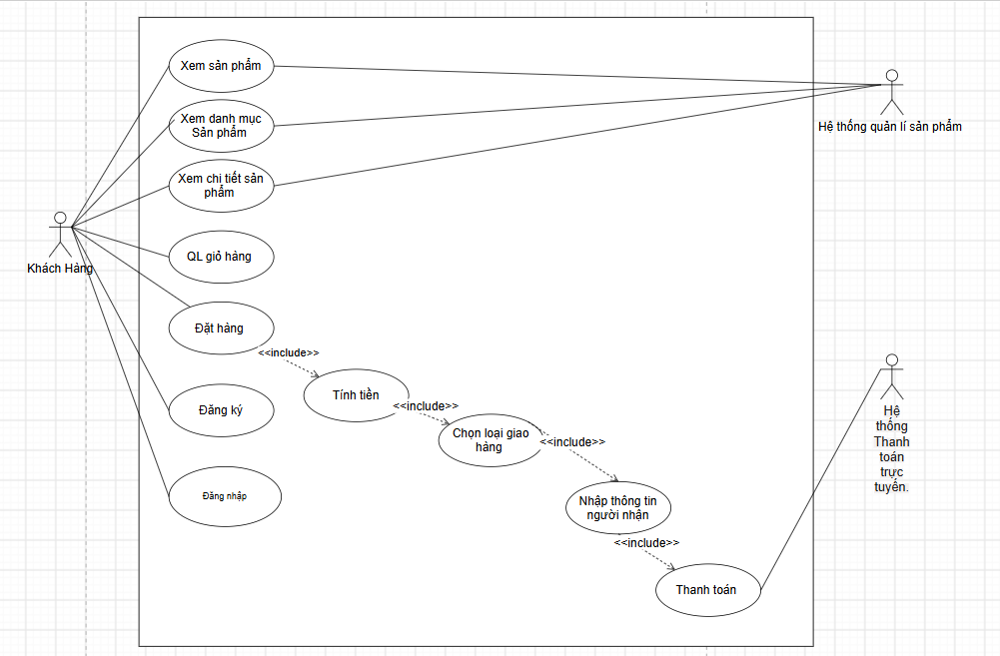 Xem sản phẩm
Xem danh mục
Sản phẩm
Hệ thống quản lí sản phẩm
Xem chi tiết sản
phẩm
Khách Hàng
QL giỏ hàng
Đặt hàng
<<include>>
Tính tiền
<<include>>
Đăng ký
Chọn loại giao
hàng
<<include>>
Hệ
thống
Thanh
toán
trực
tuyến.
Đăng nhập
Nhập thông tin
người nhận
<<include>>
Thanh toán